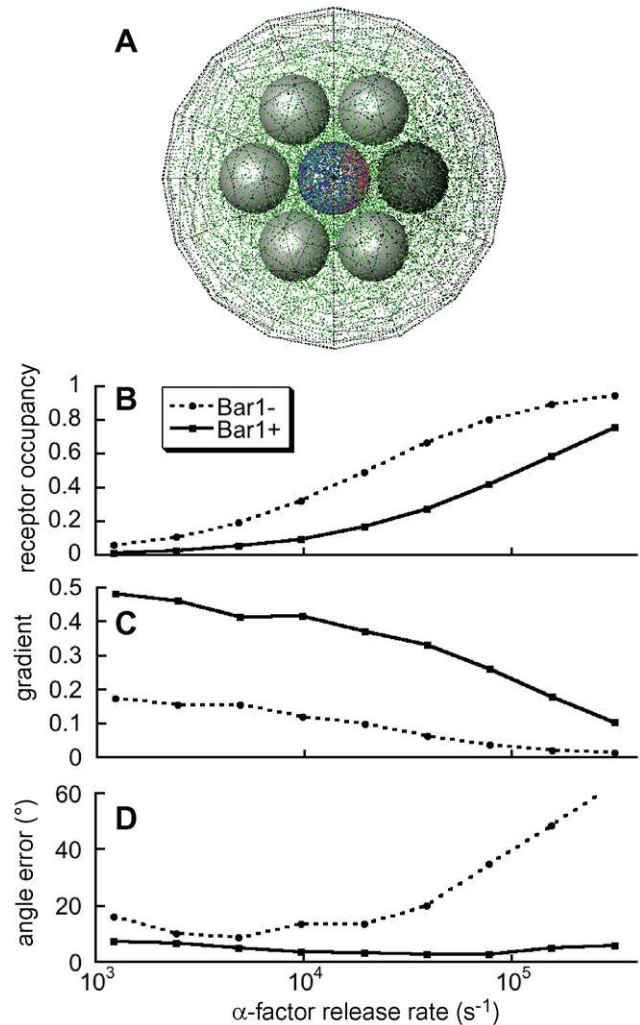 A
B
receptor occupancy
1
0.8
0.6
0.4
0.2
0
Bar1-
Bar1+
C
gradient
0.5
0.4
0.3
0.2
0.1
0
D
angle error (°)
60
40
20
0
10³
10⁴
10⁵
α-factor release rate (s⁻¹)